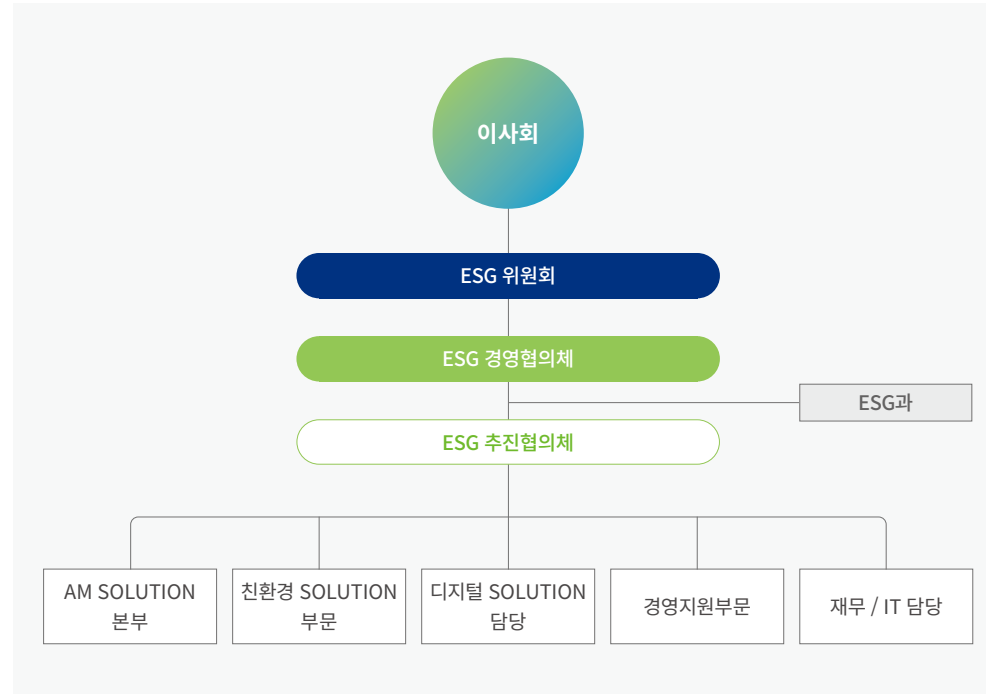 이사회
ESG 위원회
ESG 경영협의체
ESG과
ESG 추진협의체
AM SOLUTION
본부
친환경 SOLUTION
부문
디지털 SOLUTION
담당
경영지원부문
재무 / IT 담당